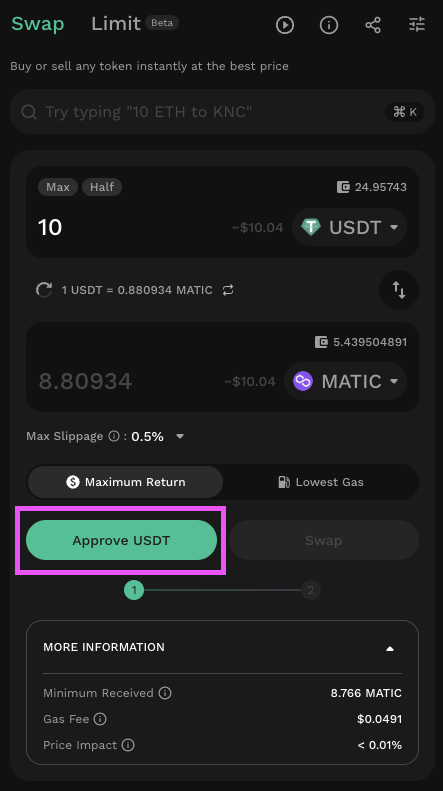 Swap Limit Beta
Buy or sell any token instantly at the best price
Try typing "10 ETH to KNC" ⌘ K
Max Half 24.95743
10 ~$10.04 USDT
1 USDT = 0.880934 MATIC
5.439504891
8.80934 ~$10.04 MATIC
Max Slippage : 0.5%
Maximum Return Lowest Gas
Approve USDT Swap
1 2
MORE INFORMATION
Minimum Received 8.766 MATIC
Gas Fee $0.0491
Price Impact < 0.01%